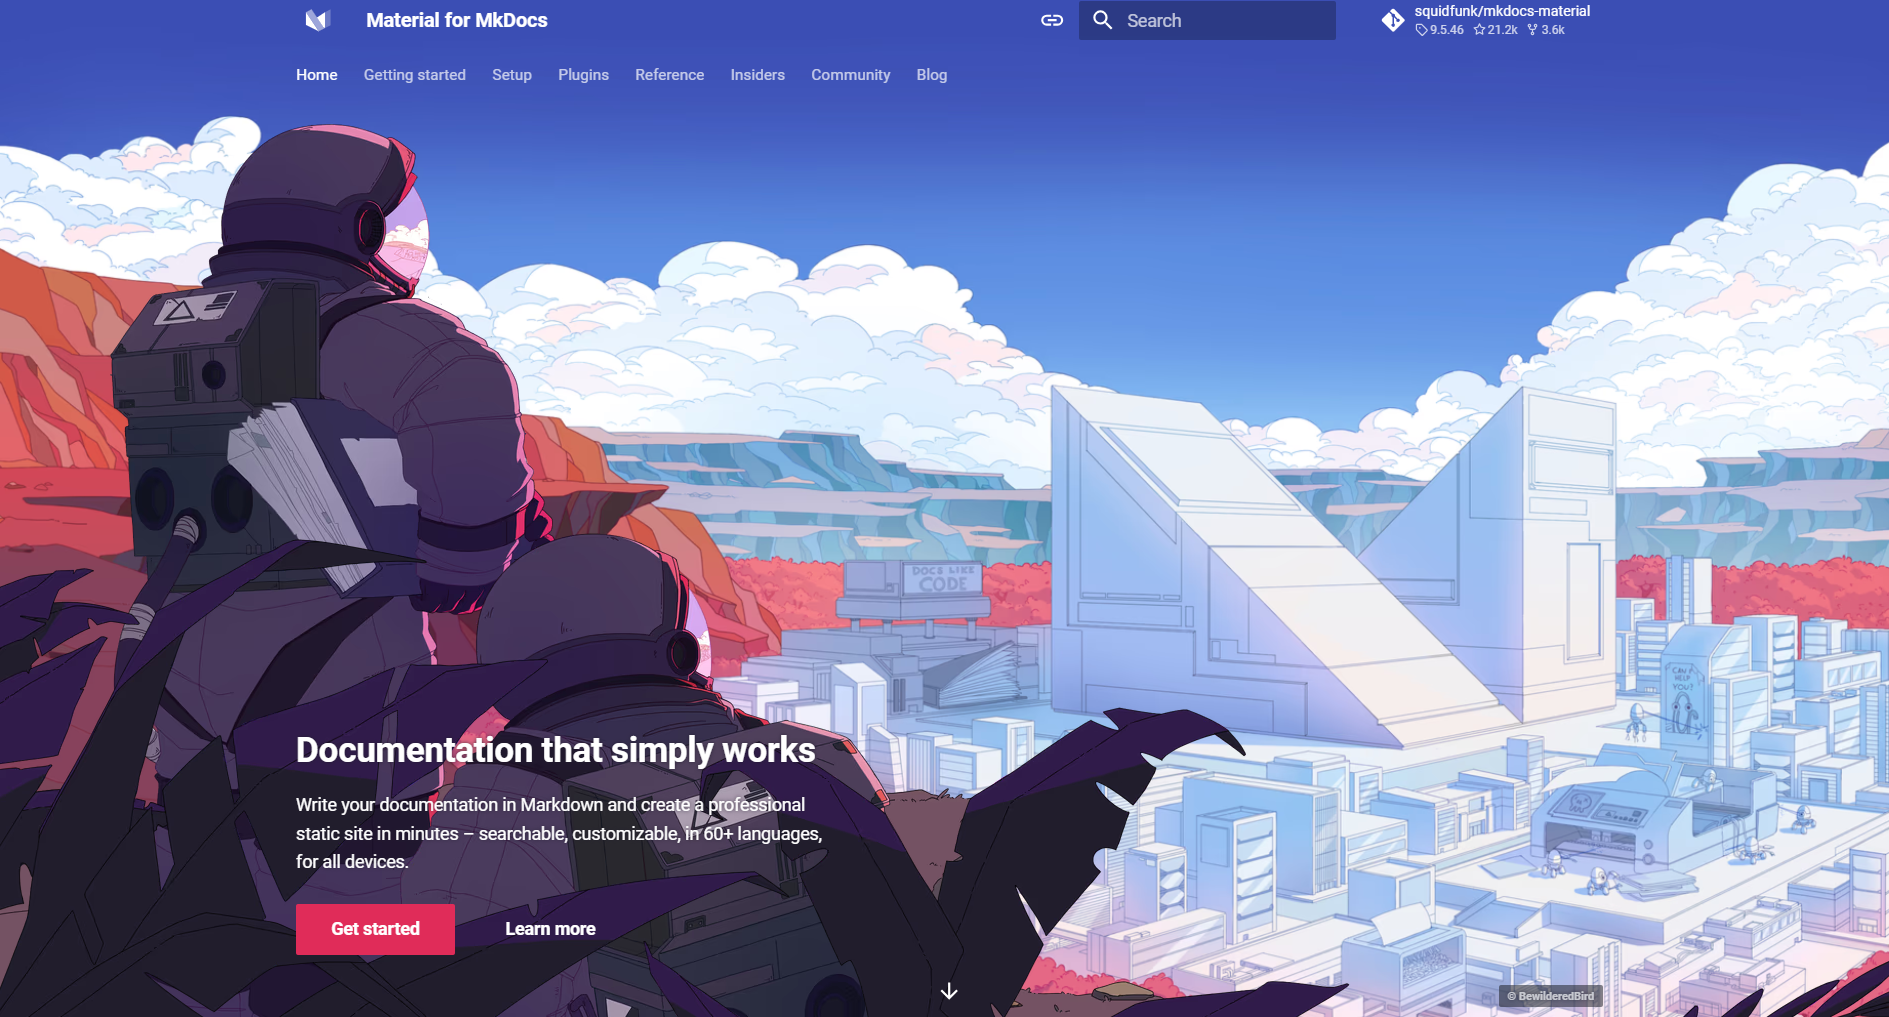 Material for MkDocs
Search
squidfunk/mkdocs-material
9.5.46 21.2k 3.6k
Home Getting started Setup Plugins Reference Insiders Community Blog
DOCS LIKE
CODE
CAN I
HELP
YOU?
Documentation that simply works
Write your documentation in Markdown and create a professional
static site in minutes – searchable, customizable, in 60+ languages,
for all devices.
Get started Learn more
© BewilderedBird